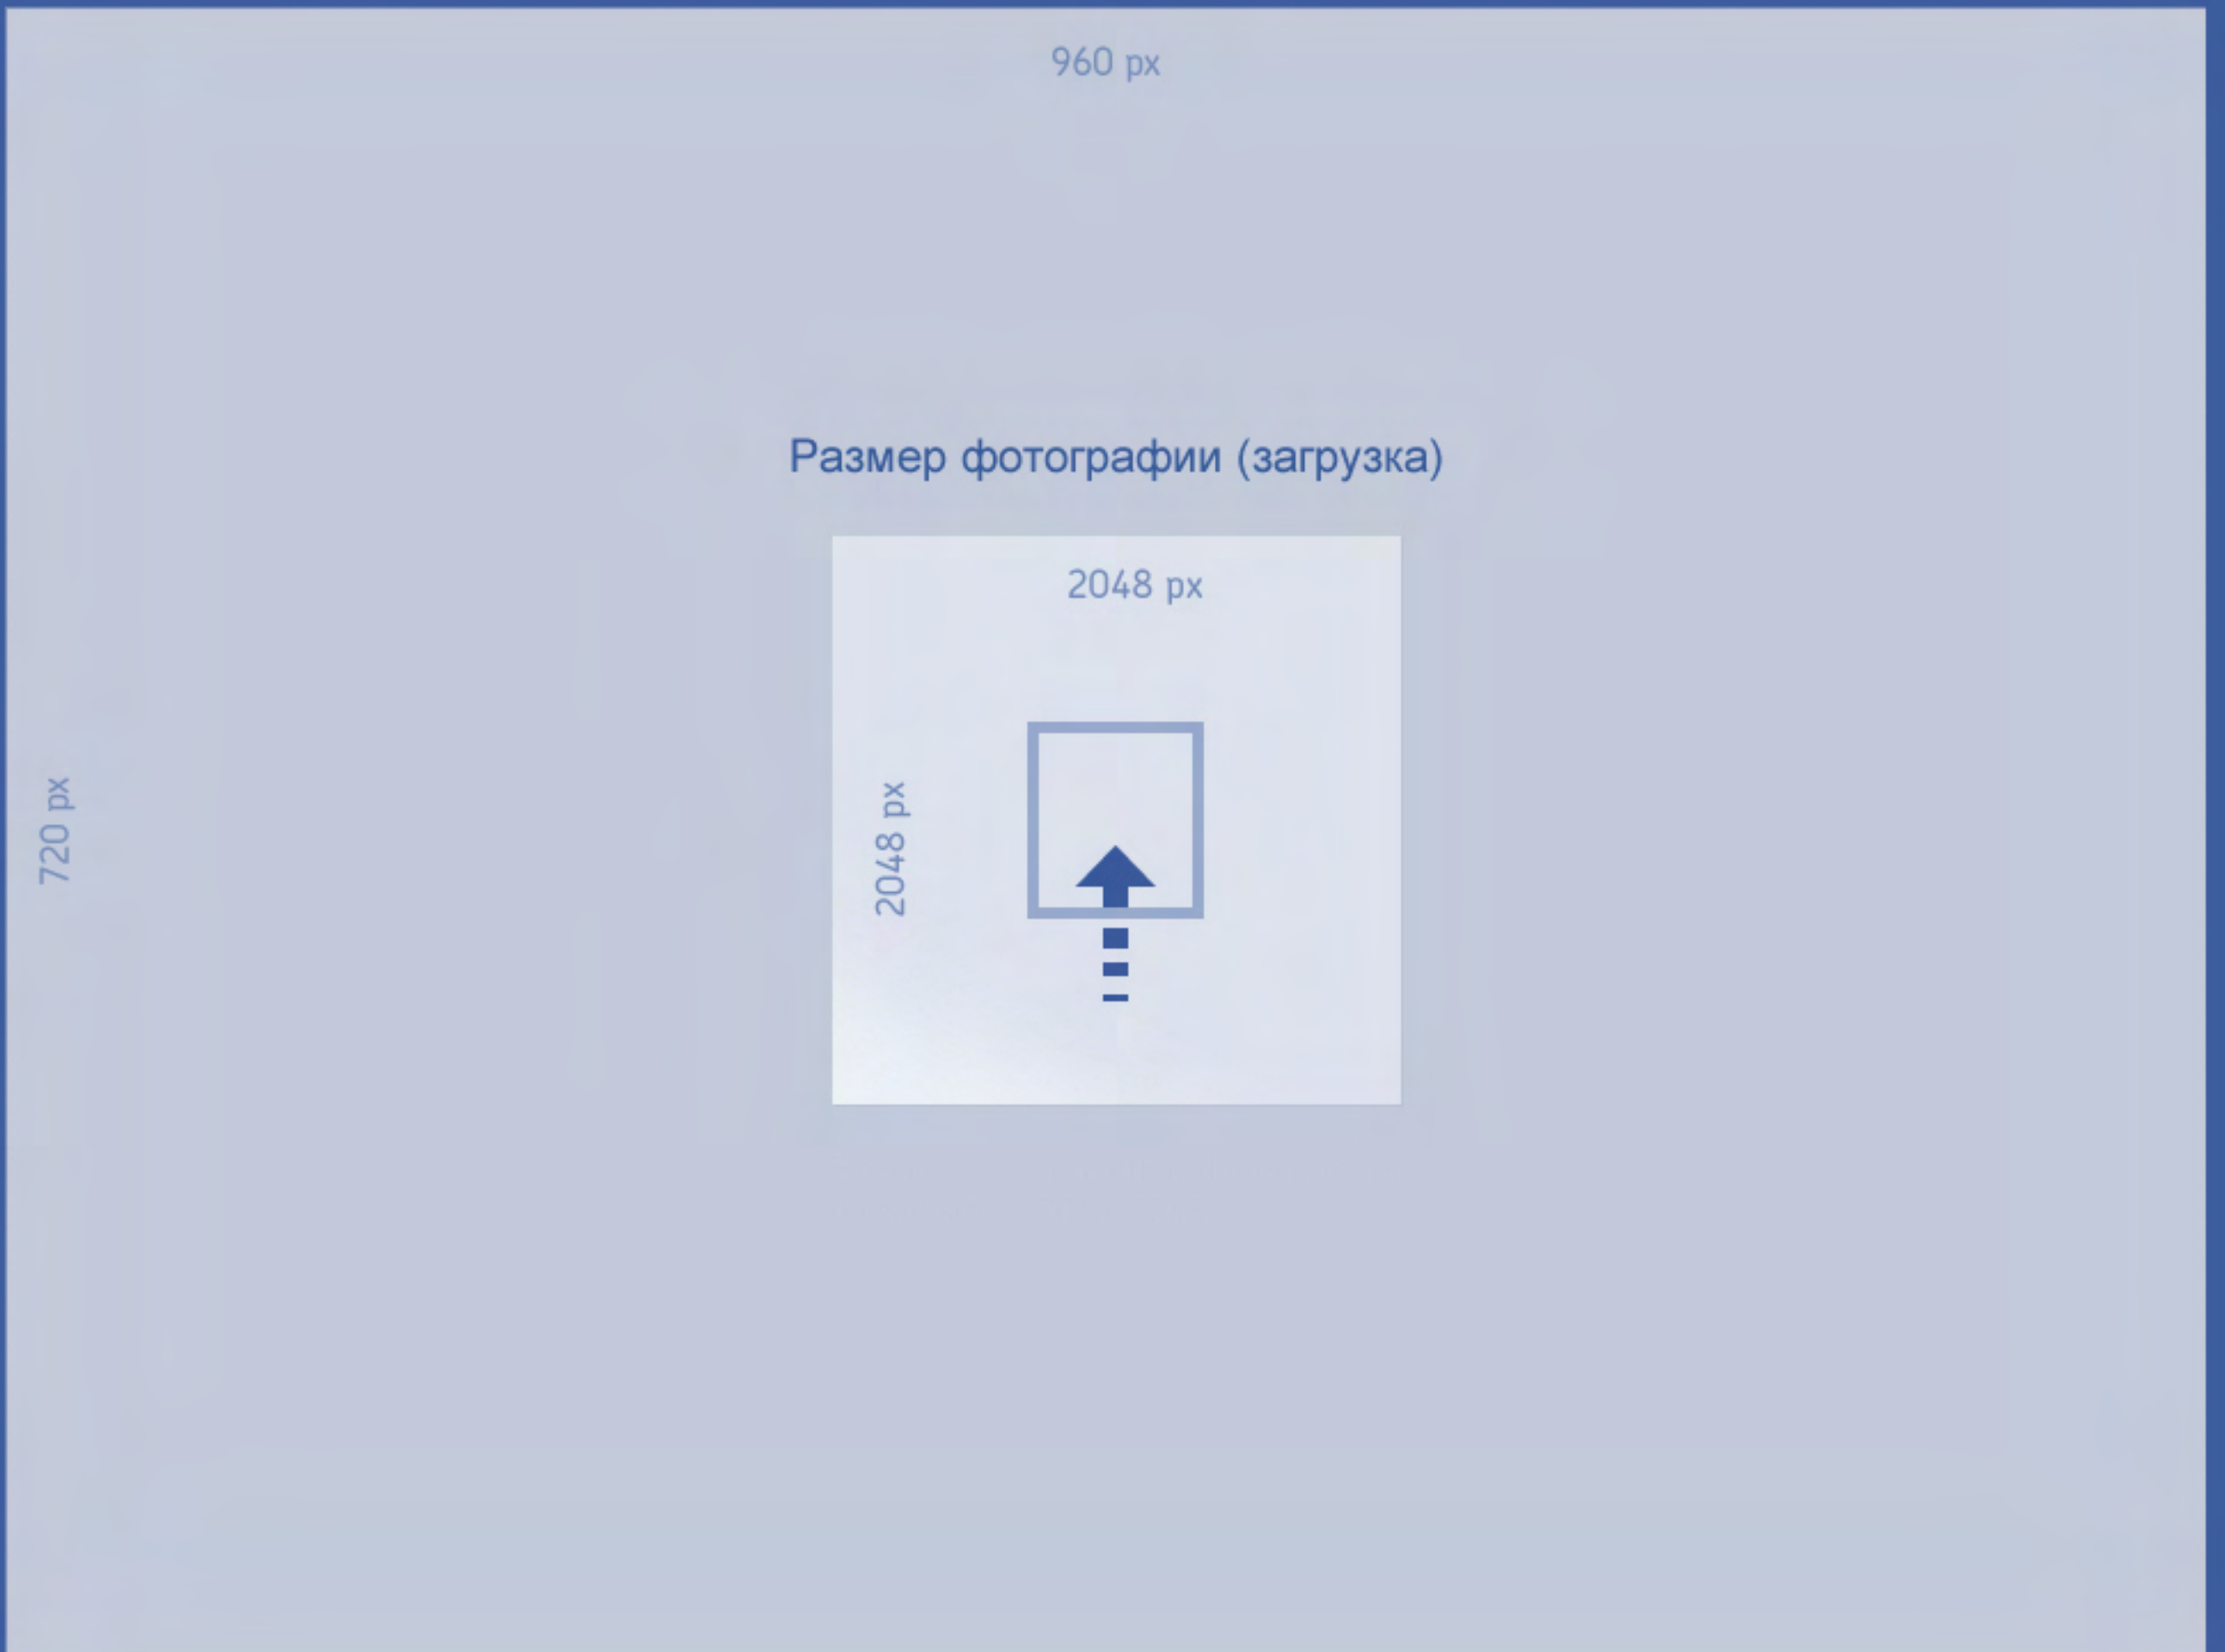 960 px
Размер фотографии (загрузка)
2048 px
2048 px
720 px